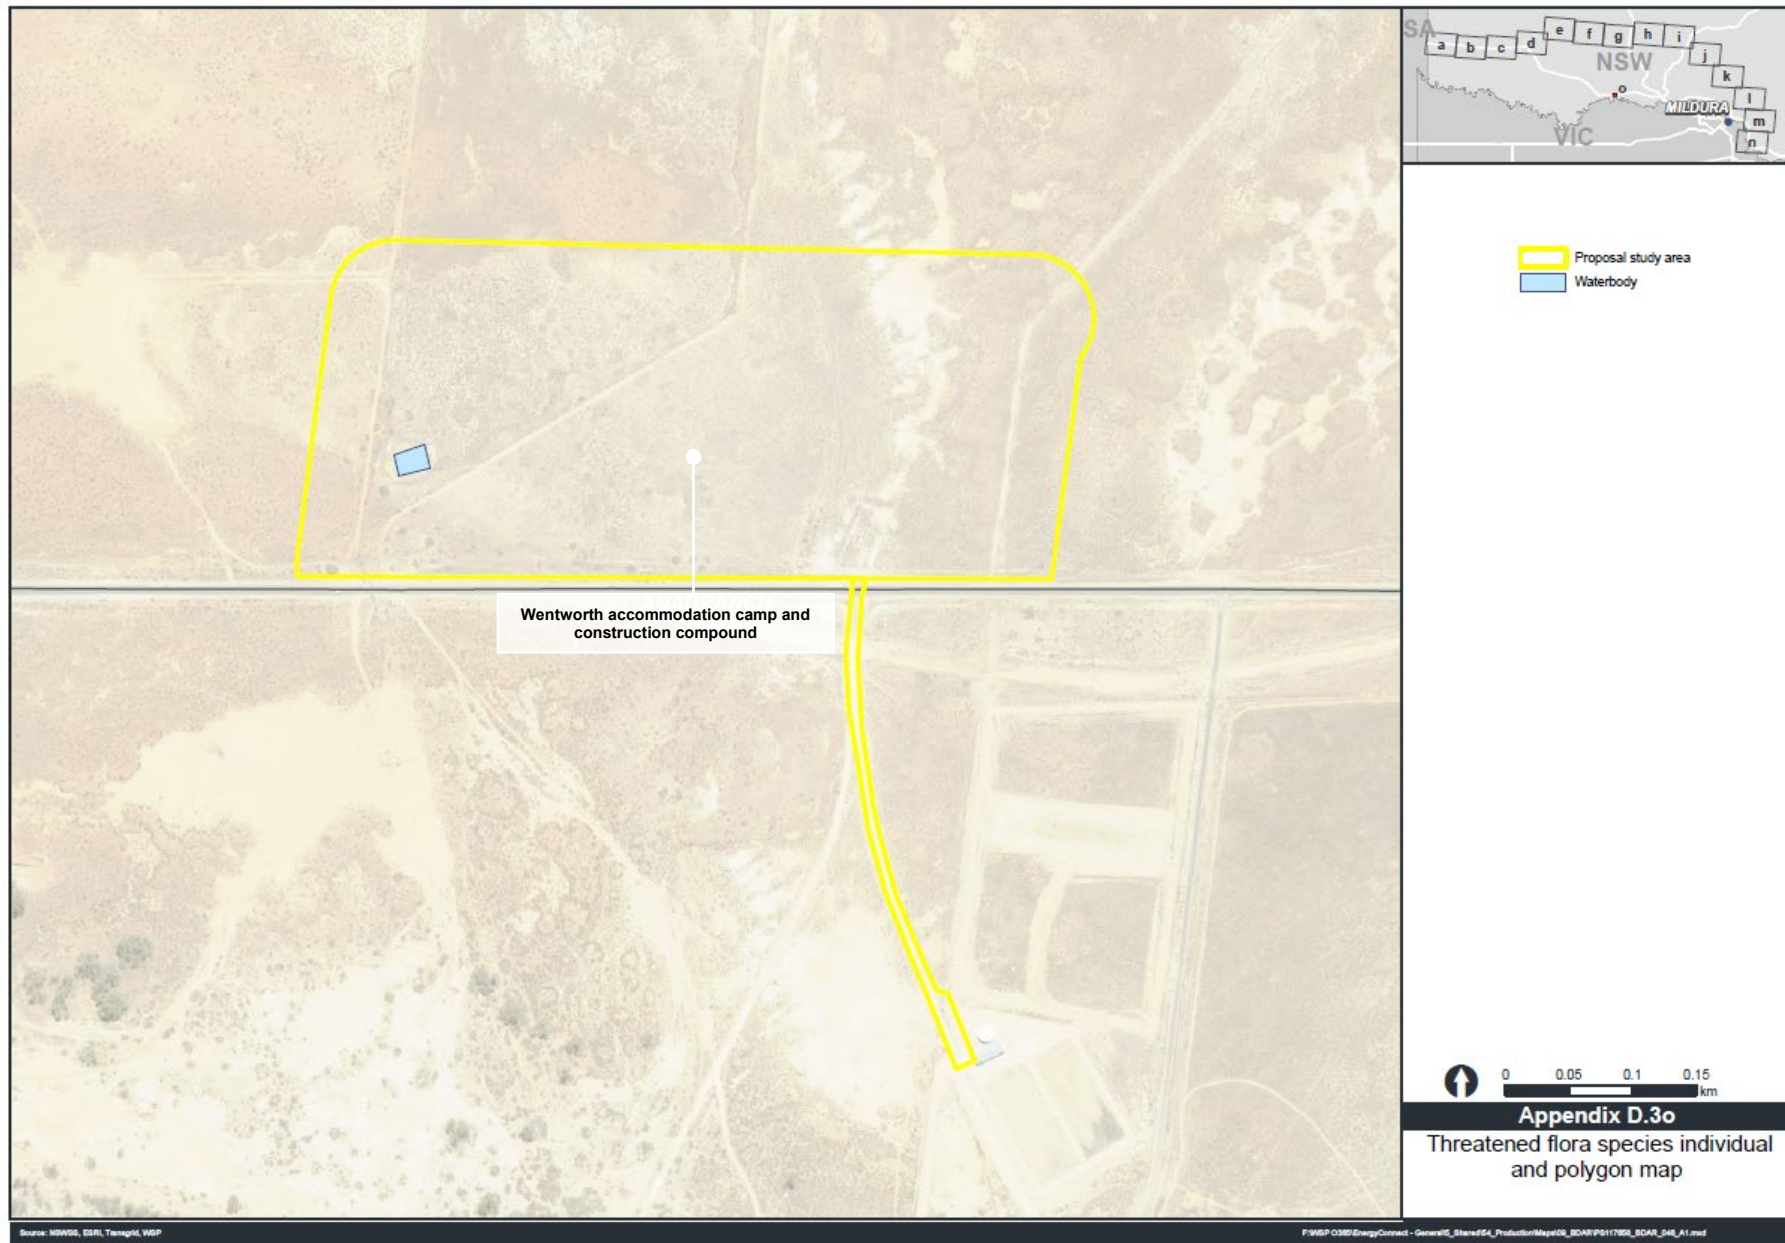 SA
a
b
c
d
e
f
g
h
i
j
k
l
m
n
o
NSW
MILDURA
VIC
Proposal study area
Waterbody
Wentworth accommodation camp and
construction compound
0 0.05 0.1 0.15
km
Appendix D.3o
Threatened flora species individual
and polygon map
Source: NSWSS, ESRI, Transgrid, WSP